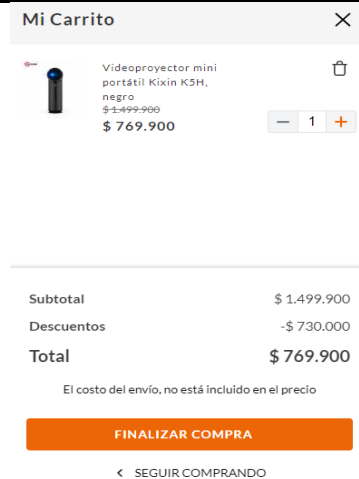 Mi Carrito
Videoproyector mini
portátil Kixin K5H,
negro
$ 1.499.900
$ 769.900
1
Subtotal
$ 1.499.900
Descuentos
-$ 730.000
Total
$ 769.900
El costo del envío, no está incluido en el precio
FINALIZAR COMPRA
SEGUIR COMPRANDO